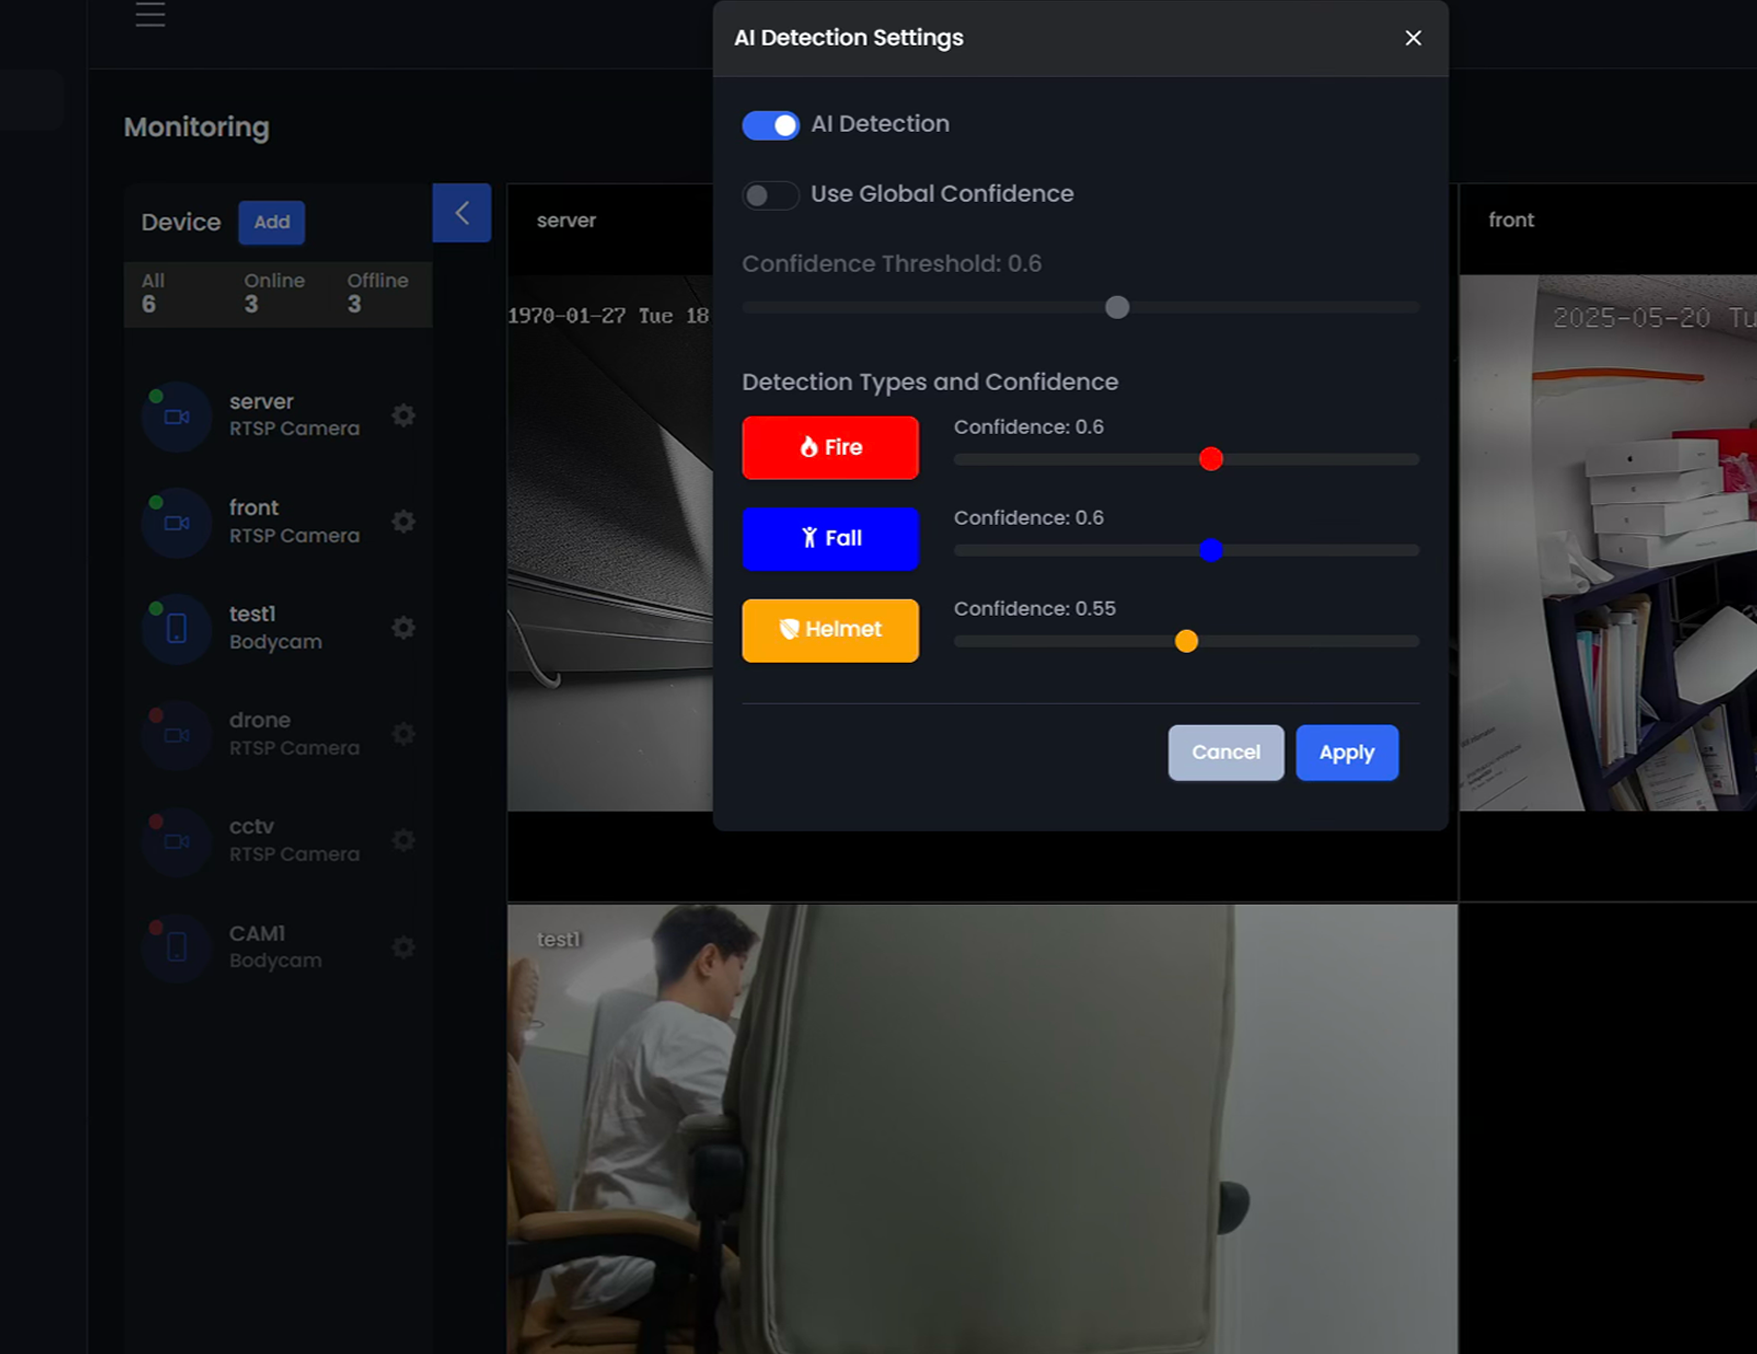 AI Detection Settings
AI Detection
Use Global Confidence
Confidence Threshold: 0.6
Detection Types and Confidence
Fire
Confidence: 0.6
Fall
Confidence: 0.6
Helmet
Confidence: 0.55
Cancel
Apply
Monitoring
Device
Add
All
Online
Offline
6
3
3
server
RTSP Camera
front
RTSP Camera
test1
Bodycam
drone
RTSP Camera
cctv
RTSP Camera
CAM1
Bodycam
server
1970-01-27 Tue 18
front
2025-05-20 Tu
test1